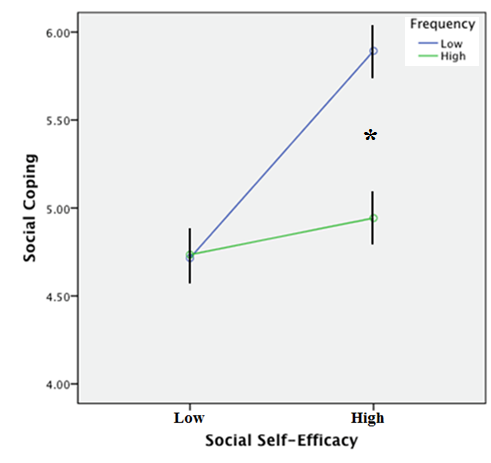 Frequency
Low
High
6.00
5.50
5.00
4.50
4.00
Social Coping
*
Low
High
Social Self-Efficacy